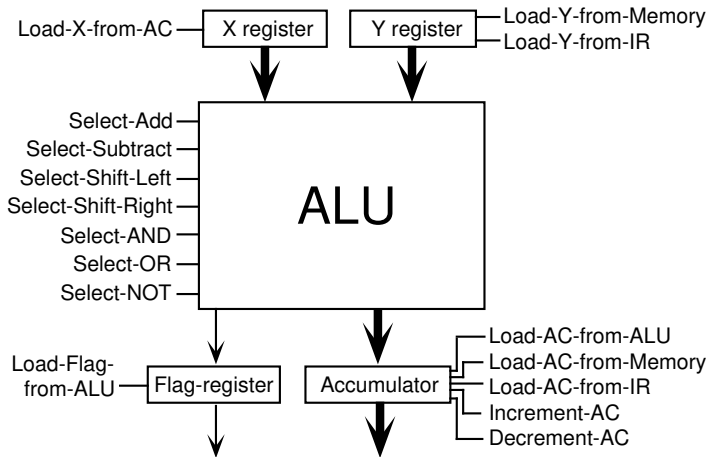 Load-X-from-AC
X register
Y register
Load-Y-from-Memory
Load-Y-from-IR
Select-Add
Select-Subtract
Select-Shift-Left
Select-Shift-Right
Select-AND
Select-OR
Select-NOT
ALU
Load-Flag-
from-ALU
Flag-register
Accumulator
Load-AC-from-ALU
Load-AC-from-Memory
Load-AC-from-IR
Increment-AC
Decrement-AC